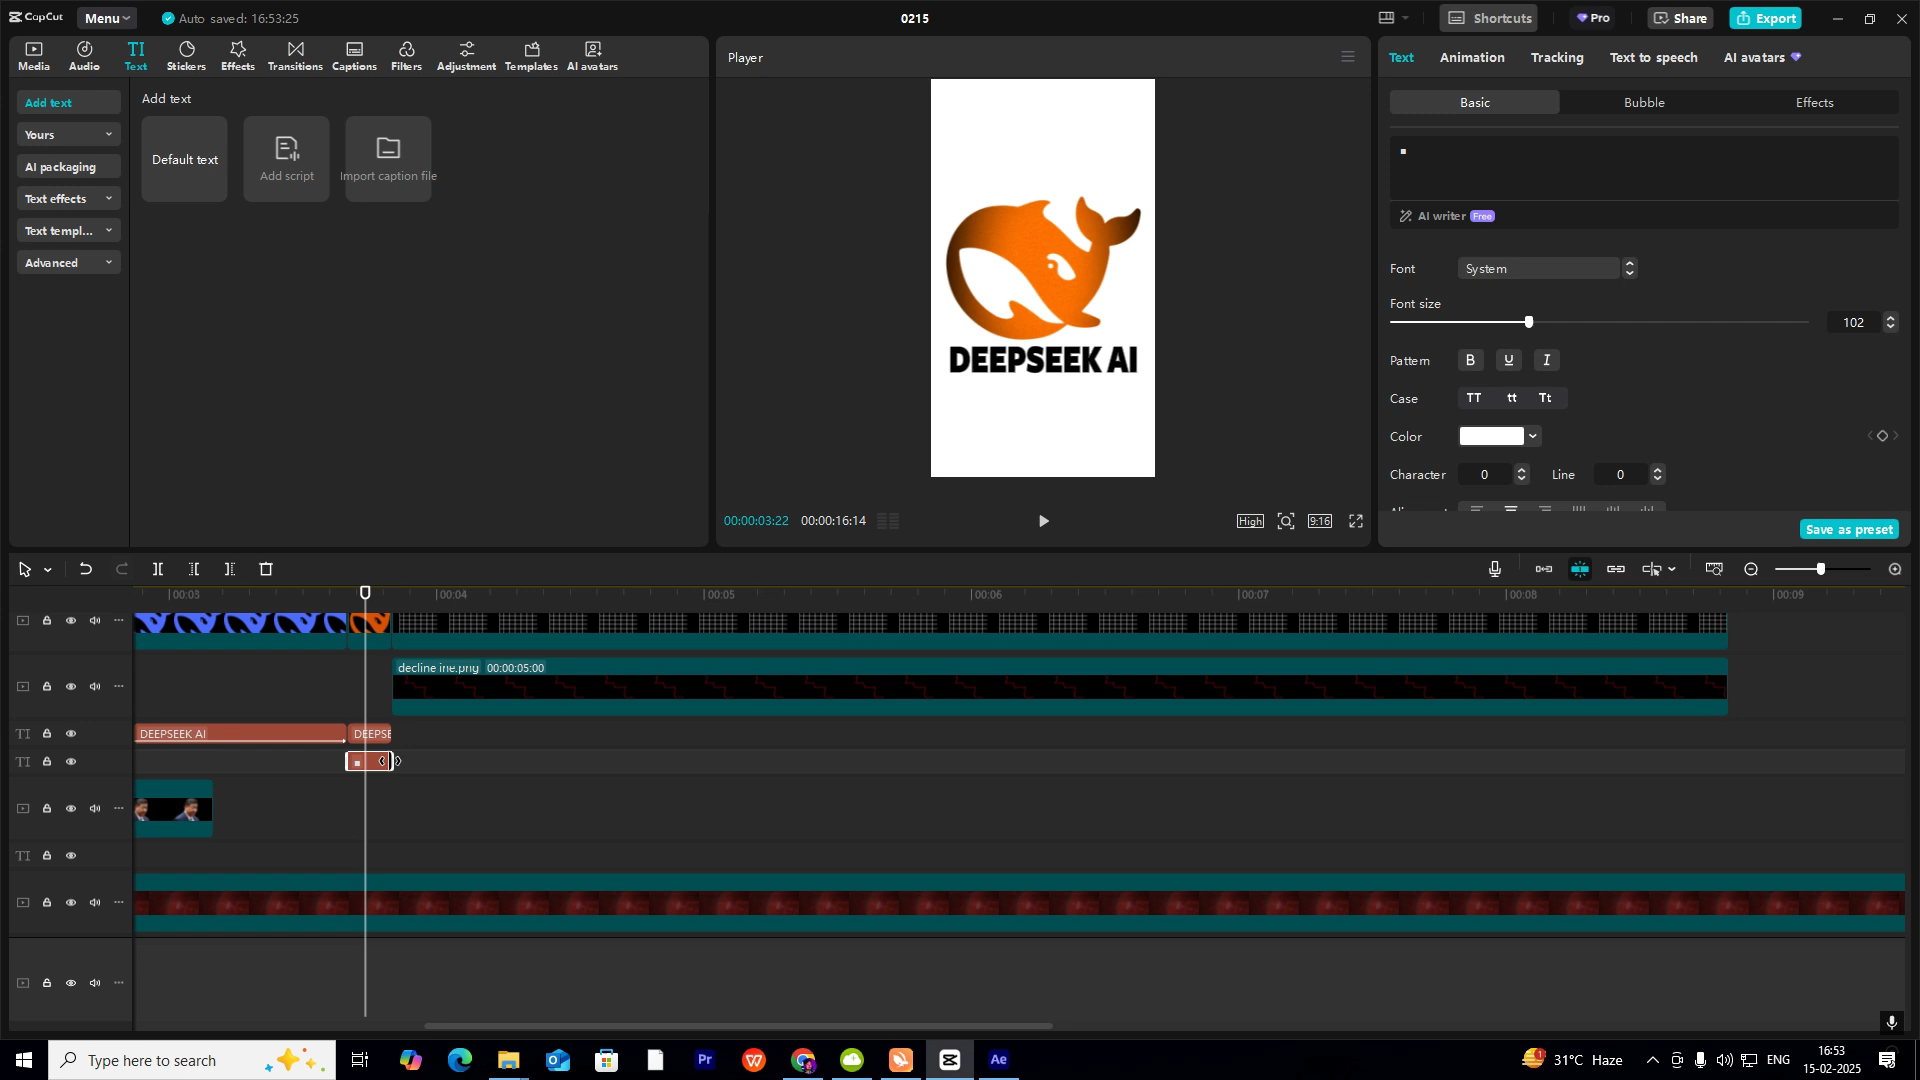 CapCut
Menu
Auto saved: 16:53:25
0215
Shortcuts
Pro
Share
Export
Media
Audio
TI
Text
Stickers
Effects
Transitions
Captions
Filters
Adjustment
Templates
AI avatars
Add text
Yours
AI packaging
Text effects
Text templ...
Advanced
Add text
Default text
Add script
Import caption file
Player
DEEPSEEK AI
00:00:03:22
00:00:16:14
High
9:16
Text
Animation
Tracking
Text to speech
AI avatars
Basic
Bubble
Effects
AI writer
Free
Font
System
Font size
102
Pattern
B
U
I
Case
TT
tt
Tt
Color
Character
0
Line
0
Save as preset
00:03
00:04
00:05
00:06
00:07
00:08
00:09
decline ine.png 00:00:05:00
TI
DEEPSEEK AI
DEEPSE
TI
TI
Type here to search
Pr
Ae
31°C Haze
ENG
16:53
15-02-2025